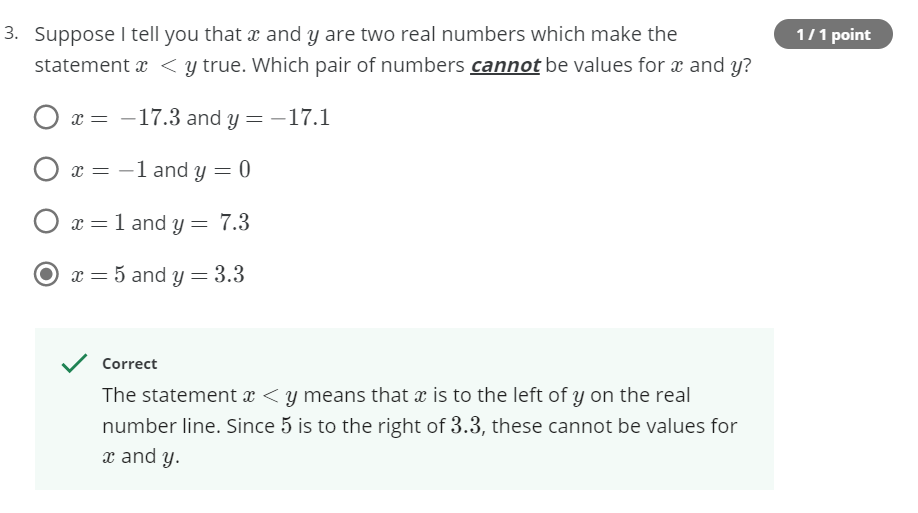 3. Suppose I tell you that x and y are two real numbers which make the
1 / 1 point
statement x < y true. Which pair of numbers cannot be values for x and y?
x = −17.3 and y = −17.1
x = −1 and y = 0
x = 1 and y = 7.3
x = 5 and y = 3.3
Correct
The statement x < y means that x is to the left of y on the real
number line. Since 5 is to the right of 3.3, these cannot be values for
x and y.